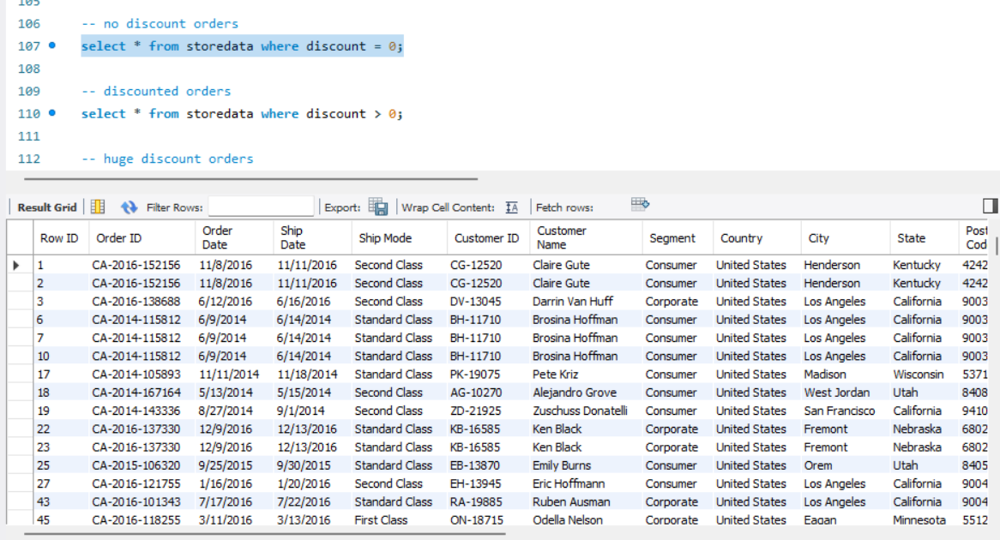 105
106 -- no discount orders
107 select * from storedata where discount = 0;
108
109 -- discounted orders
110 select * from storedata where discount > 0;
111
112 -- huge discount orders
Result Grid Filter Rows: Export: Wrap Cell Content: IA Fetch rows:
Row ID Order ID Order Date Ship Date Ship Mode Customer ID Customer Name Segment Country City State Post Cod
1 CA-2016-152156 11/8/2016 11/11/2016 Second Class CG-12520 Claire Gute Consumer United States Henderson Kentucky 4242
2 CA-2016-152156 11/8/2016 11/11/2016 Second Class CG-12520 Claire Gute Consumer United States Henderson Kentucky 4242
3 CA-2016-138688 6/12/2016 6/16/2016 Second Class DV-13045 Darrin Van Huff Corporate United States Los Angeles California 9003
6 CA-2014-115812 6/9/2014 6/14/2014 Standard Class BH-11710 Brosina Hoffman Consumer United States Los Angeles California 9003
7 CA-2014-115812 6/9/2014 6/14/2014 Standard Class BH-11710 Brosina Hoffman Consumer United States Los Angeles California 9003
10 CA-2014-115812 6/9/2014 6/14/2014 Standard Class BH-11710 Brosina Hoffman Consumer United States Los Angeles California 9003
17 CA-2014-105893 11/11/2014 11/18/2014 Standard Class PK-19075 Pete Kriz Consumer United States Madison Wisconsin 5371
18 CA-2014-167164 5/13/2014 5/15/2014 Second Class AG-10270 Alejandro Grove Consumer United States West Jordan Utah 8408
19 CA-2014-143336 8/27/2014 9/1/2014 Second Class ZD-21925 Zuschuss Donatelli Consumer United States San Francisco California 9410
22 CA-2016-137330 12/9/2016 12/13/2016 Standard Class KB-16585 Ken Black Corporate United States Fremont Nebraska 6802
23 CA-2016-137330 12/9/2016 12/13/2016 Standard Class KB-16585 Ken Black Corporate United States Fremont Nebraska 6802
25 CA-2015-106320 9/25/2015 9/30/2015 Standard Class EB-13870 Emily Burns Consumer United States Orem Utah 8405
27 CA-2016-121755 1/16/2016 1/20/2016 Second Class EH-13945 Eric Hoffmann Consumer United States Los Angeles California 9004
43 CA-2016-101343 7/17/2016 7/22/2016 Standard Class RA-19885 Ruben Ausman Corporate United States Los Angeles California 9004
45 CA-2016-118255 3/11/2016 3/13/2016 First Class ON-18715 Odella Nelson Corporate United States Eagan Minnesota 5512